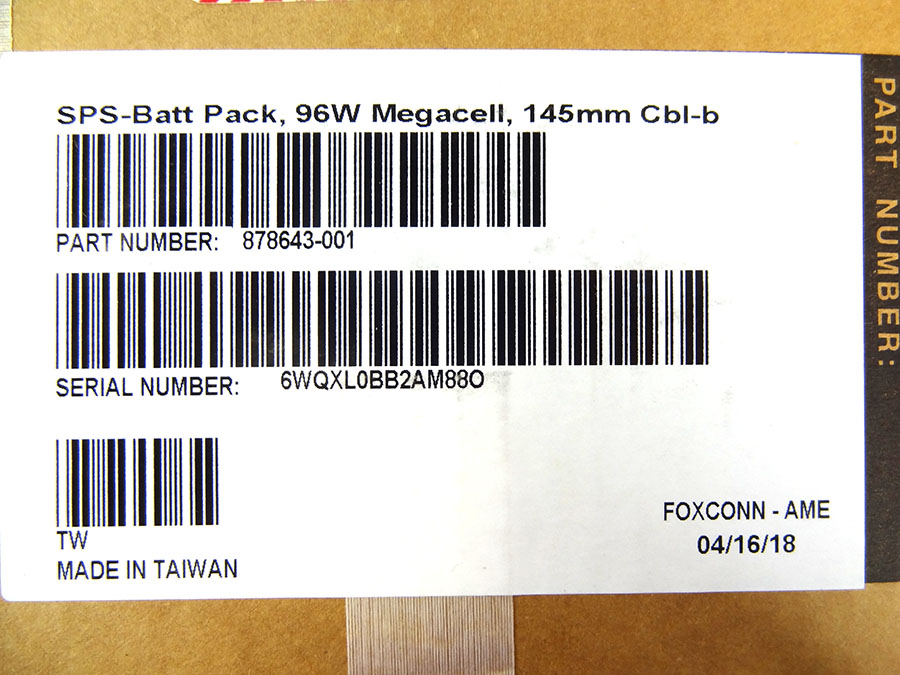 SPS-Batt Pack, 96W Megacell, 145mm Cbl-b
PART NUMBER: 878643-001
SERIAL NUMBER: 6WQXL0BB2AM88O
TW
MADE IN TAIWAN
FOXCONN - AME
04/16/18
PART NUMBER: